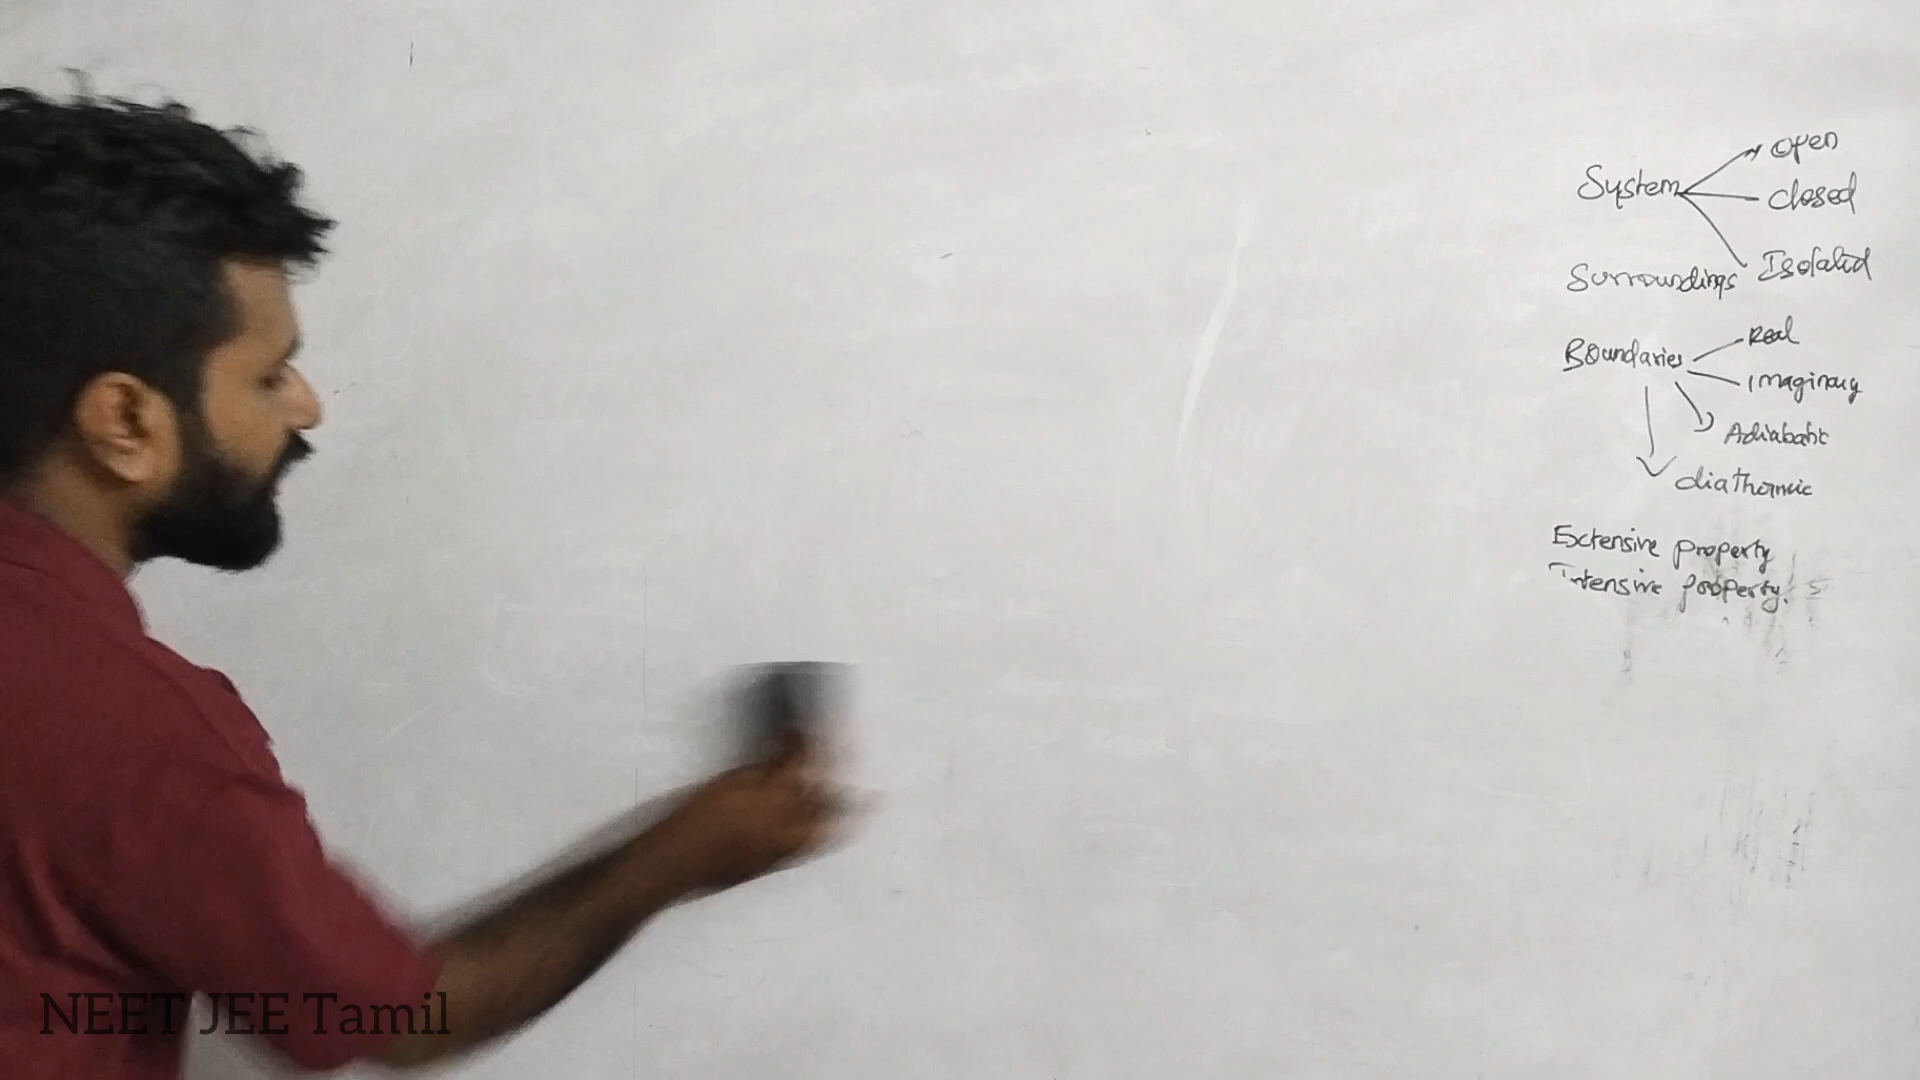 Open
System
Closed
Surroundings
Isolated
Real
Boundaries
Imaginary
Adiabatic
diathermic
Extensive property
Intensive property.
NEET JEE Tamil